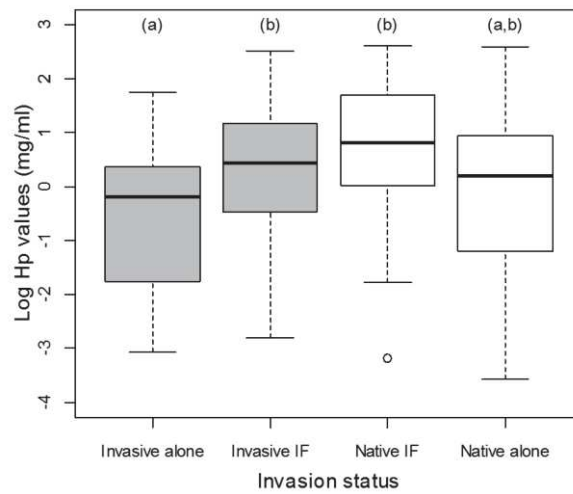 (a) (b) (b) (a,b)
3
2
1
0
-1
-2
-3
-4
Log Hp values (mg/ml)
Invasive alone Invasive IF Native IF Native alone
Invasion status